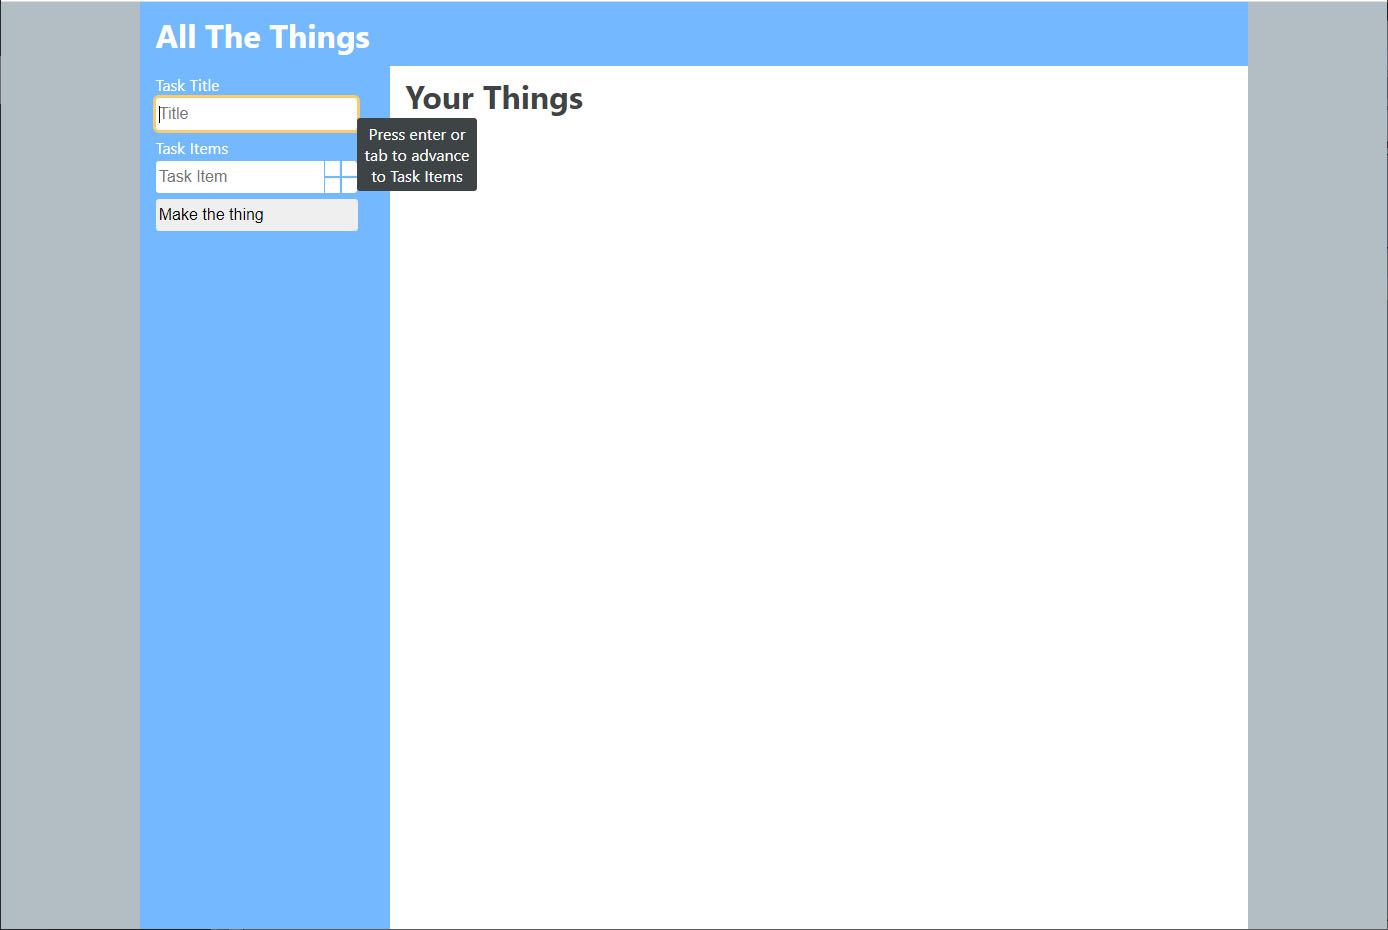 All The Things
Task Title
Title
Task Items
Task Item
Make the thing
Your Things
Press enter or
tab to advance
to Task Items